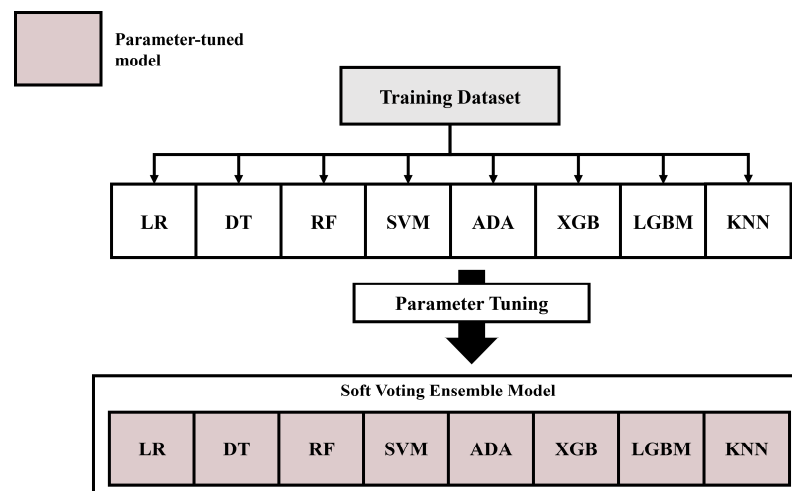 Parameter-tuned
model
Training Dataset
LR DT RF SVM ADA XGB LGBM KNN
Parameter Tuning
Soft Voting Ensemble Model
LR DT RF SVM ADA XGB LGBM KNN